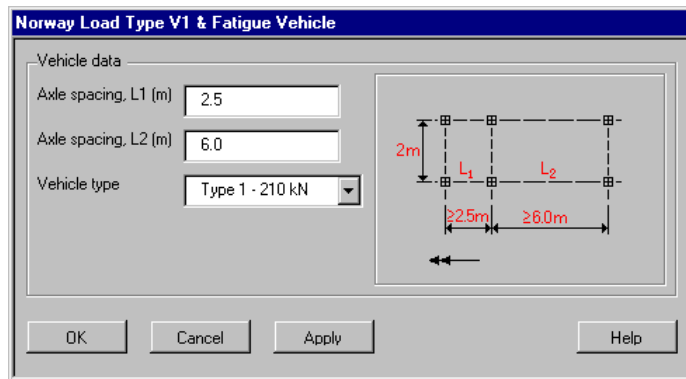 Norway Load Type V1 & Fatigue Vehicle
Vehicle data
Axle spacing, L1 (m)
2.5
Axle spacing, L2 (m)
6.0
Vehicle type
Type 1 - 210 kN
2m
L₁
L₂
≥2.5m
≥6.0m
OK
Cancel
Apply
Help